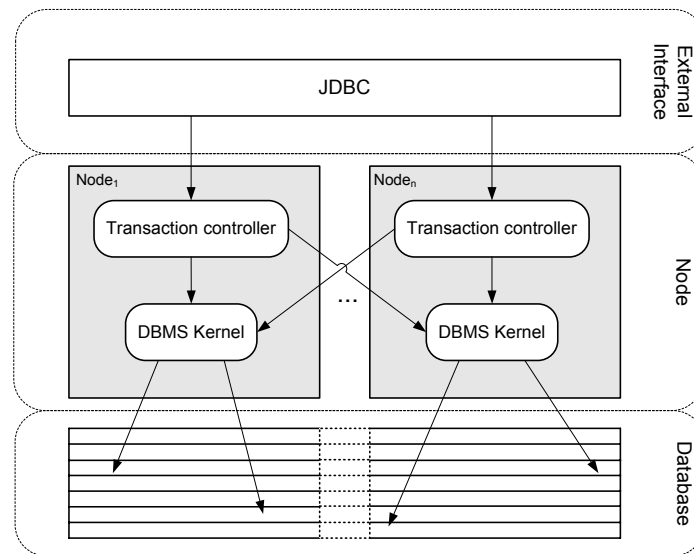 External
Interface
JDBC
Node1
Noden
Transaction controller
Transaction controller
Node
...
DBMS Kernel
DBMS Kernel
Database